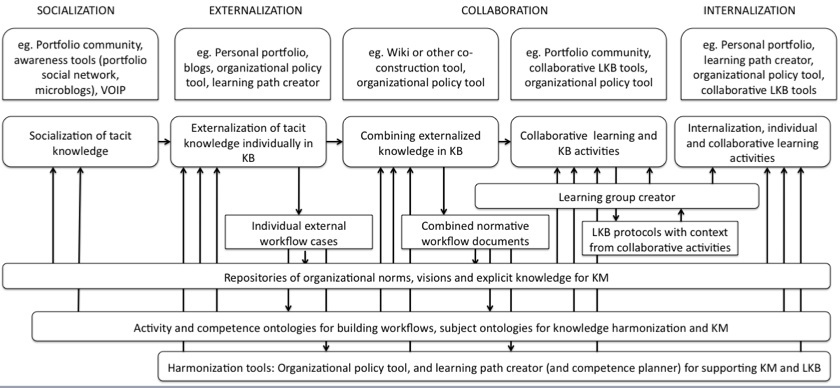 SOCIALIZATION
EXTERNALIZATION
COLLABORATION
INTERNALIZATION
eg. Portfolio community,
awareness tools (portfolio
social network,
microblogs), VOIP
eg. Personal portfolio,
blogs, organizational policy
tool, learning path creator
eg. Wiki or other co-
construction tool,
organizational policy tool
eg. Portfolio community,
collaborative LKB tools,
organizational policy tool
eg. Personal portfolio,
learning path creator,
organizational policy tool,
collaborative LKB tools
Socialization of tacit
knowledge
Externalization of tacit
knowledge individually in
KB
Combining externalized
knowledge in KB
Collaborative learning and
KB activities
Internalization, individual
and collaborative learning
activities
Learning group creator
Individual external
workflow cases
Combined normative
workflow documents
LKB protocols with context
from collaborative activities
Repositories of organizational norms, visions and explicit knowledge for KM
Activity and competence ontologies for building workflows, subject ontologies for knowledge harmonization and KM
Harmonization tools: Organizational policy tool, and learning path creator (and competence planner) for supporting KM and LKB